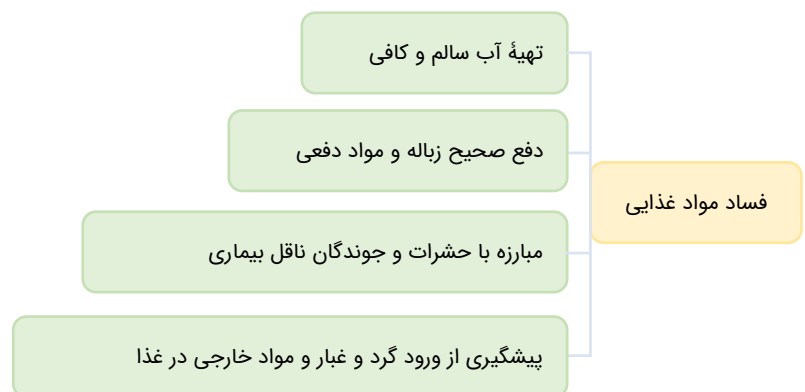 فساد مواد غذایی
تهیهٔ آب سالم و کافی
دفع صحیح زباله و مواد دفعی
مبارزه با حشرات و جوندگان ناقل بیماری
پیشگیری از ورود گرد و غبار و مواد خارجی در غذا